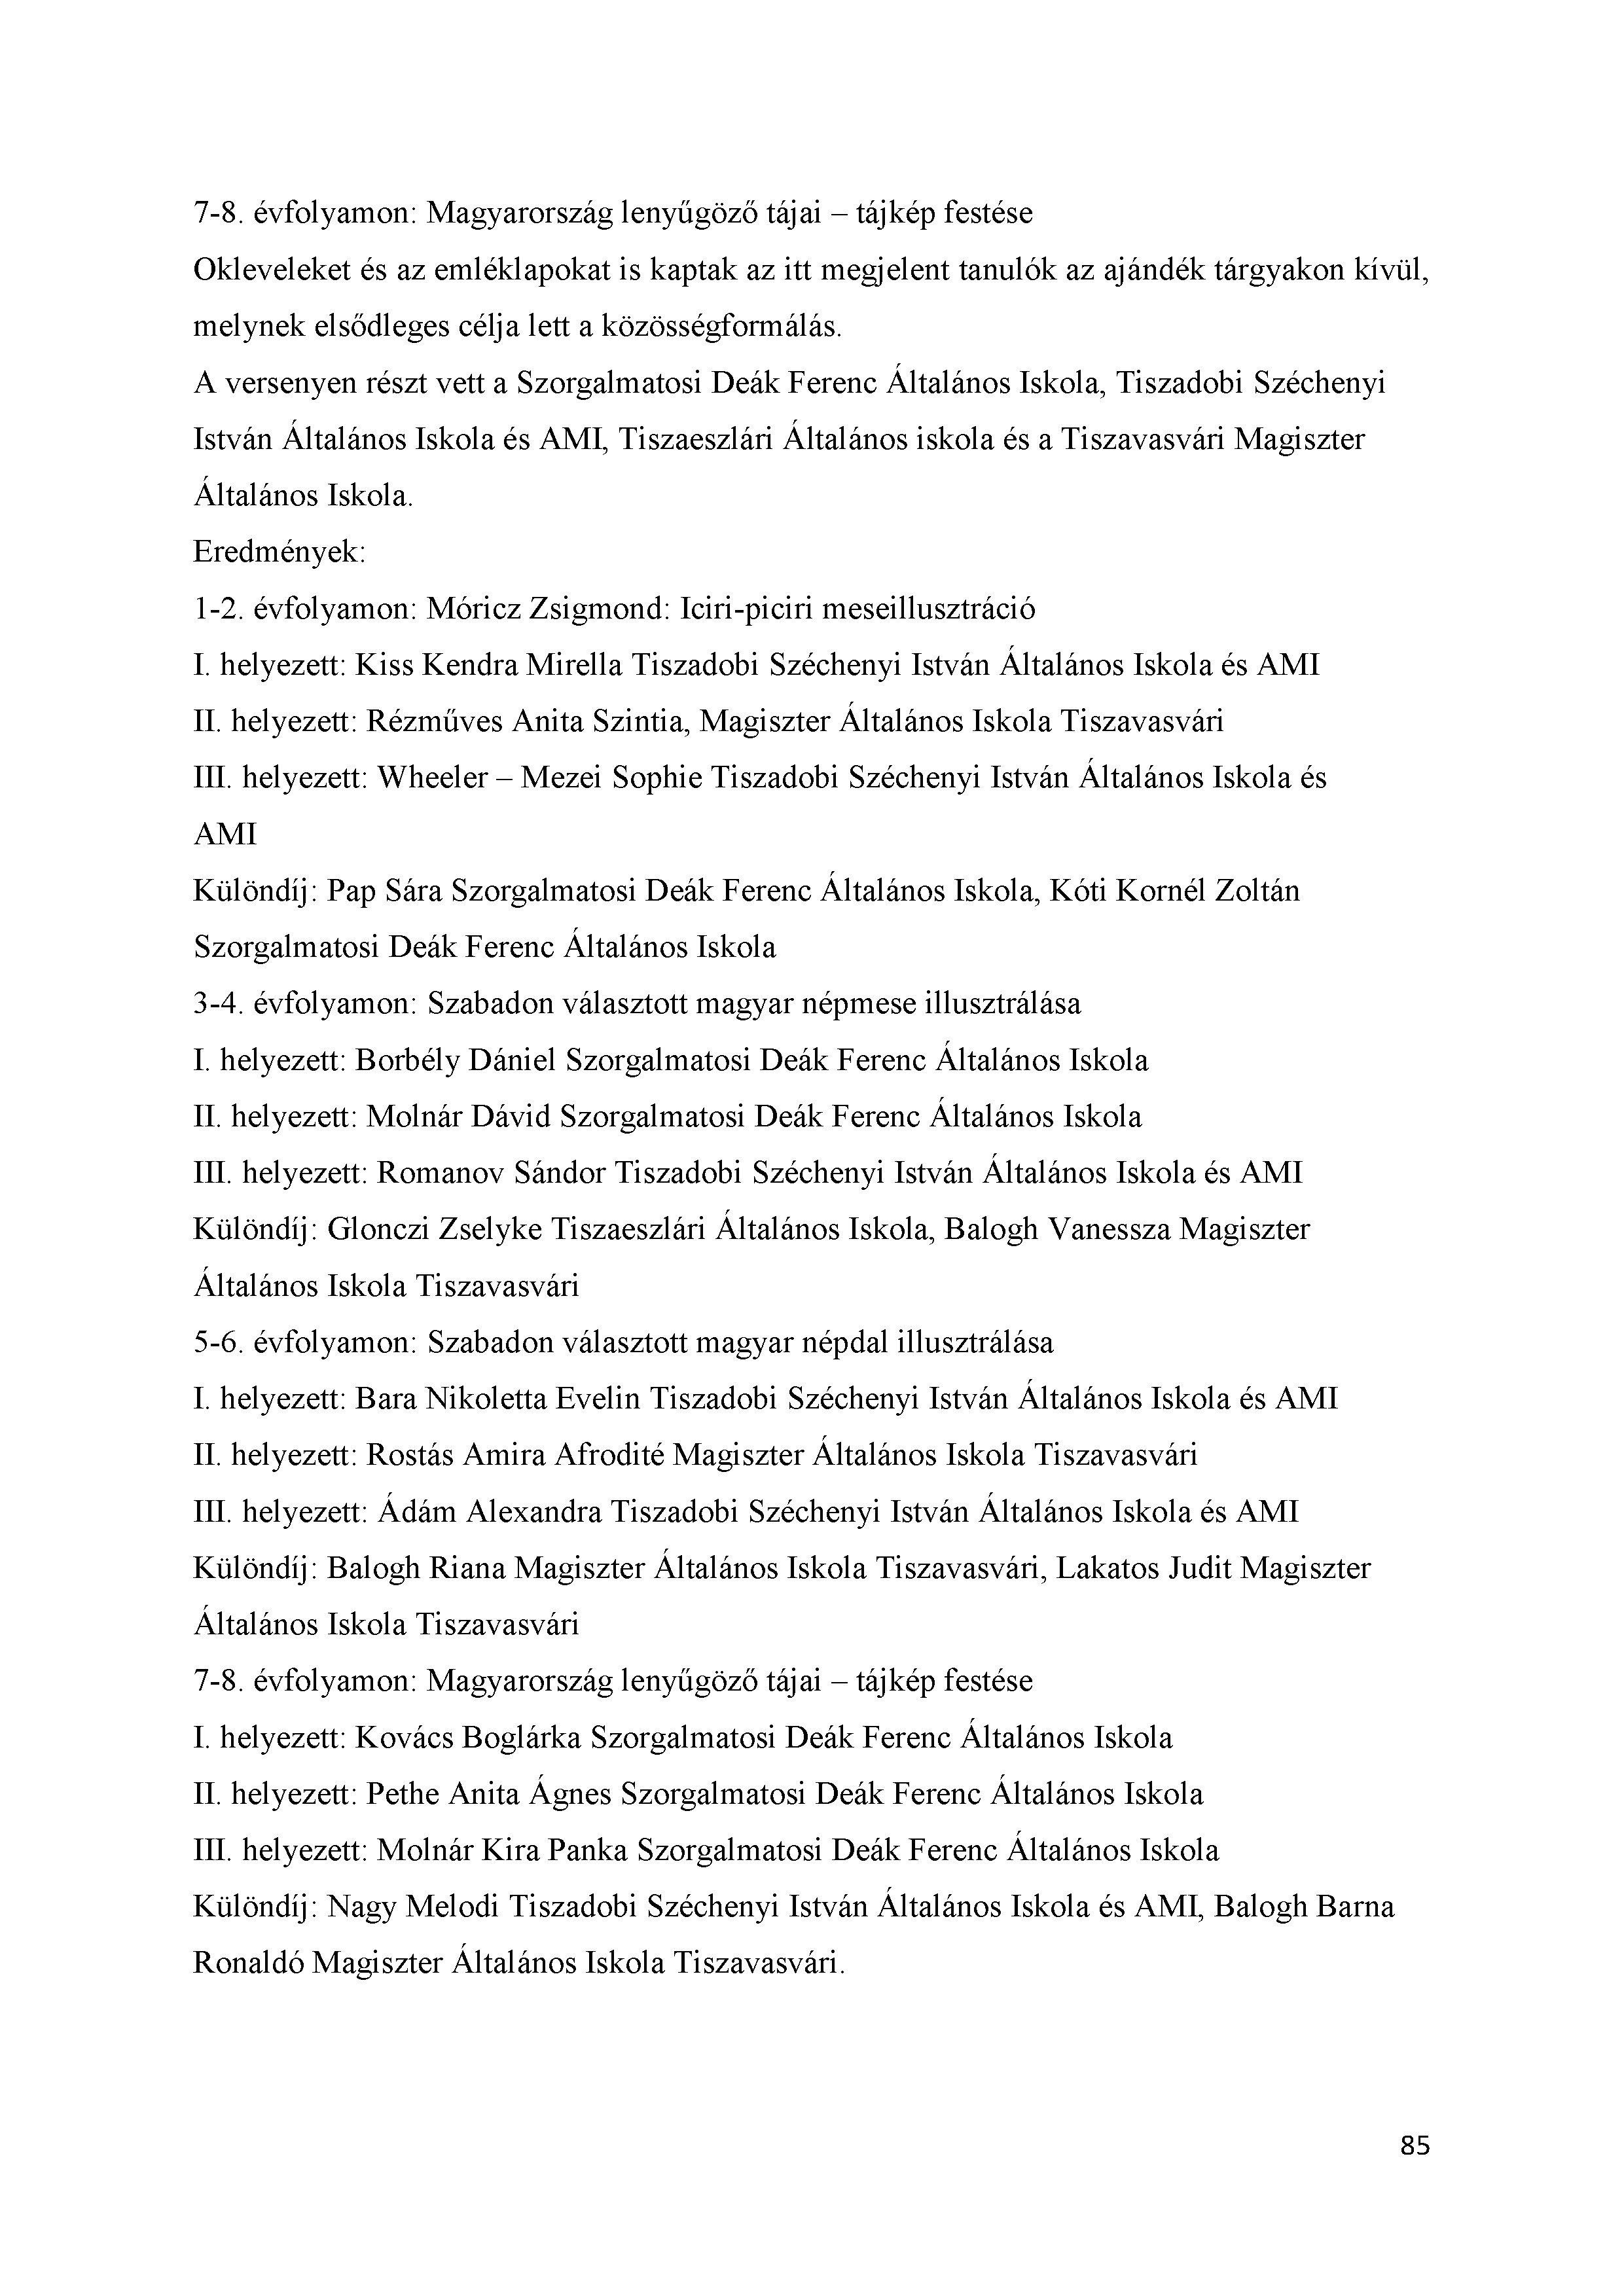 7-8. évfolyamon: Magyarország lenyűgöző tájai – tájkép festése
Okleveleket és az emléklapokat is kaptak az itt megjelent tanulók az ajándék tárgyakon kívül,
melynek elsődleges célja lett a közösségformálás.
A versenyen részt vett a Szorgalmatosi Deák Ferenc Általános Iskola, Tiszadobi Széchenyi
István Általános Iskola és AMI, Tiszaeszlári Általános iskola és a Tiszavasvári Magiszter
Általános Iskola.
Eredmények:
1-2. évfolyamon: Móricz Zsigmond: Iciri-piciri meseillusztráció
I. helyezett: Kiss Kendra Mirella Tiszadobi Széchenyi István Általános Iskola és AMI
II. helyezett: Rézműves Anita Szintia, Magiszter Általános Iskola Tiszavasvári
III. helyezett: Wheeler – Mezei Sophie Tiszadobi Széchenyi István Általános Iskola és
AMI
Különdíj: Pap Sára Szorgalmatosi Deák Ferenc Általános Iskola, Kóti Kornél Zoltán
Szorgalmatosi Deák Ferenc Általános Iskola
3-4. évfolyamon: Szabadon választott magyar népmese illusztrálása
I. helyezett: Borbély Dániel Szorgalmatosi Deák Ferenc Általános Iskola
II. helyezett: Molnár Dávid Szorgalmatosi Deák Ferenc Általános Iskola
III. helyezett: Romanov Sándor Tiszadobi Széchenyi István Általános Iskola és AMI
Különdíj: Glonczi Zselyke Tiszaeszlári Általános Iskola, Balogh Vanessza Magiszter
Általános Iskola Tiszavasvári
5-6. évfolyamon: Szabadon választott magyar népdal illusztrálása
I. helyezett: Bara Nikoletta Evelin Tiszadobi Széchenyi István Általános Iskola és AMI
II. helyezett: Rostás Amira Afrodité Magiszter Általános Iskola Tiszavasvári
III. helyezett: Ádám Alexandra Tiszadobi Széchenyi István Általános Iskola és AMI
Különdíj: Balogh Riana Magiszter Általános Iskola Tiszavasvári, Lakatos Judit Magiszter
Általános Iskola Tiszavasvári
7-8. évfolyamon: Magyarország lenyűgöző tájai – tájkép festése
I. helyezett: Kovács Boglárka Szorgalmatosi Deák Ferenc Általános Iskola
II. helyezett: Pethe Anita Ágnes Szorgalmatosi Deák Ferenc Általános Iskola
III. helyezett: Molnár Kira Panka Szorgalmatosi Deák Ferenc Általános Iskola
Különdíj: Nagy Melodi Tiszadobi Széchenyi István Általános Iskola és AMI, Balogh Barna
Ronaldó Magiszter Általános Iskola Tiszavasvári.
85